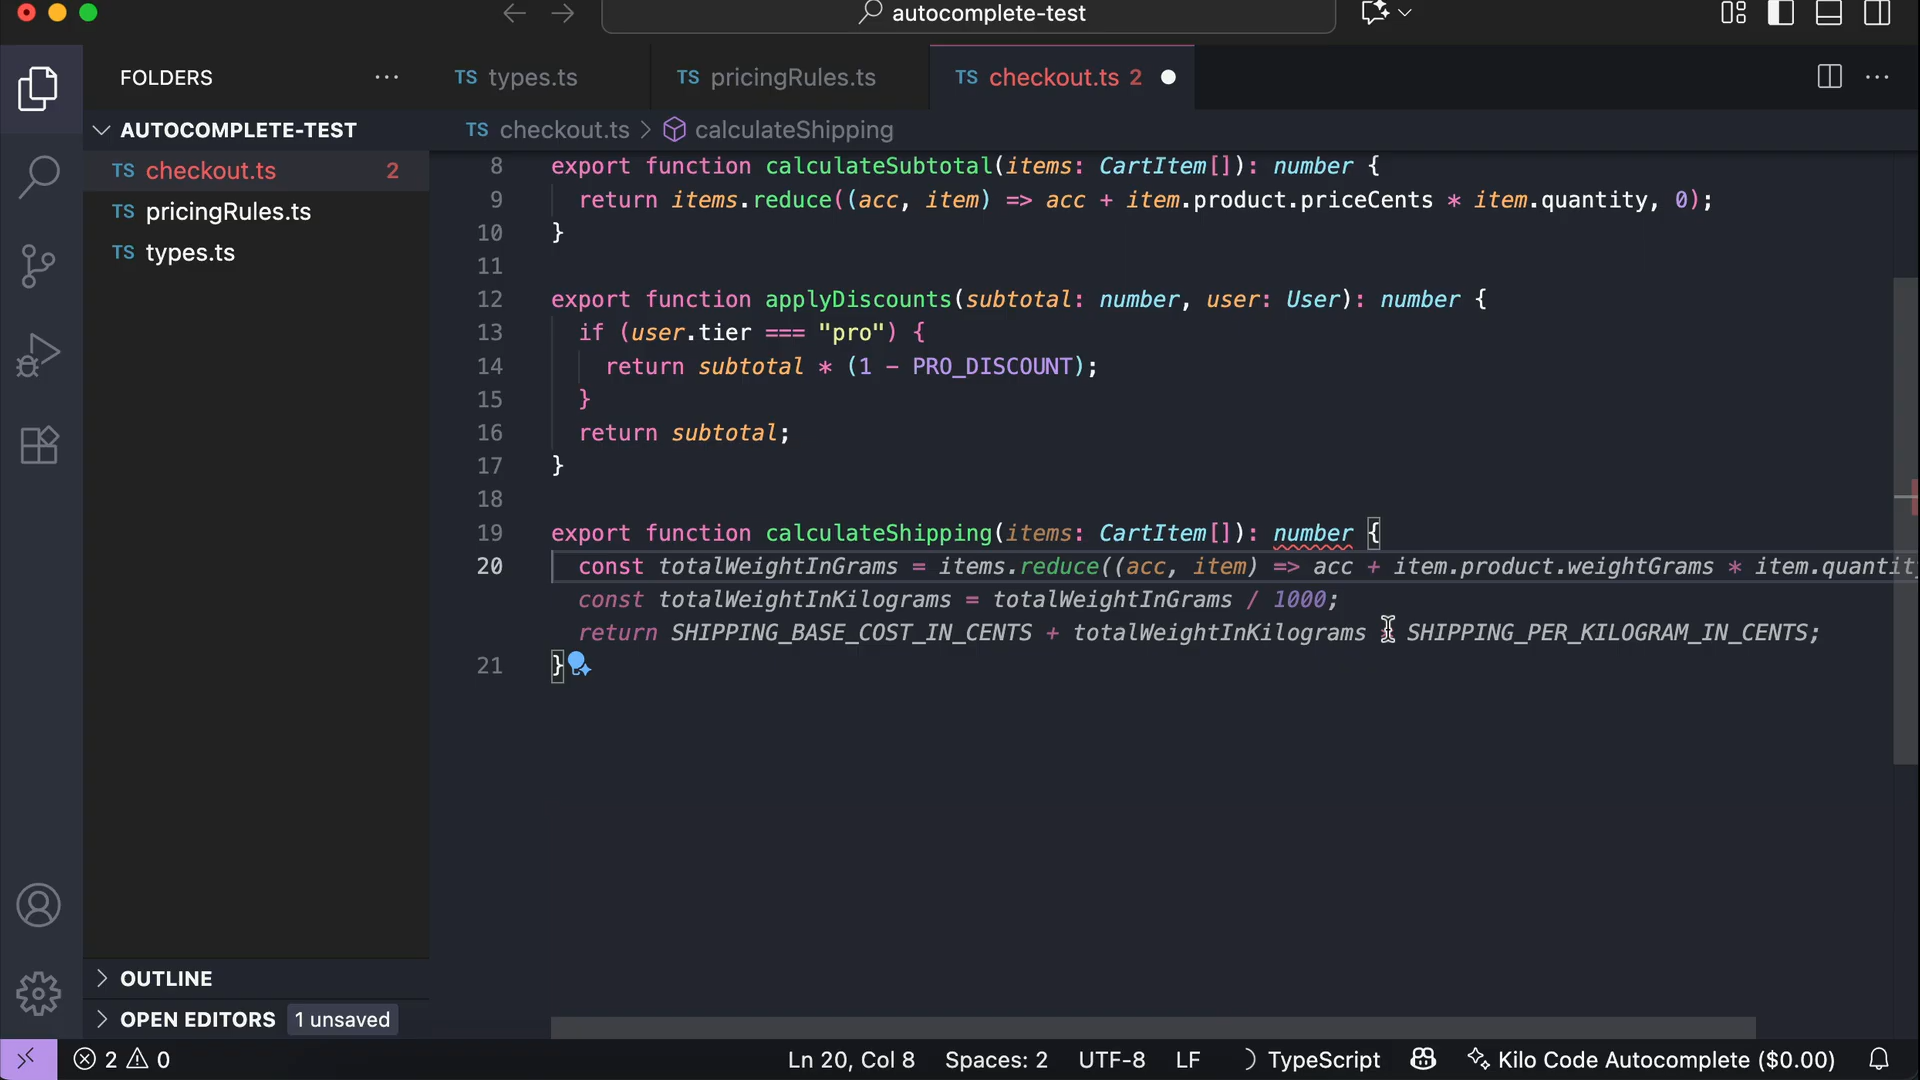 autocomplete-test
FOLDERS ...
TS types.ts
TS pricingRules.ts
TS checkout.ts 2
AUTOCOMPLETE-TEST
TS checkout.ts 2
TS pricingRules.ts
TS types.ts
TS checkout.ts > calculateShipping
8 export function calculateSubtotal(items: CartItem[]): number {
9 return items.reduce((acc, item) => acc + item.product.priceCents * item.quantity, 0);
10 }
11
12 export function applyDiscounts(subtotal: number, user: User): number {
13 if (user.tier === "pro") {
14 return subtotal * (1 - PRO_DISCOUNT);
15 }
16 return subtotal;
17 }
18
19 export function calculateShipping(items: CartItem[]): number {
20 const totalWeightInGrams = items.reduce((acc, item) => acc + item.product.weightGrams * item.quantit
const totalWeightInKilograms = totalWeightInGrams / 1000;
return SHIPPING_BASE_COST_IN_CENTS + totalWeightInKilograms * SHIPPING_PER_KILOGRAM_IN_CENTS;
21 }
OUTLINE
OPEN EDITORS 1 unsaved
2 0
Ln 20, Col 8 Spaces: 2 UTF-8 LF TypeScript Kilo Code Autocomplete ($0.00)